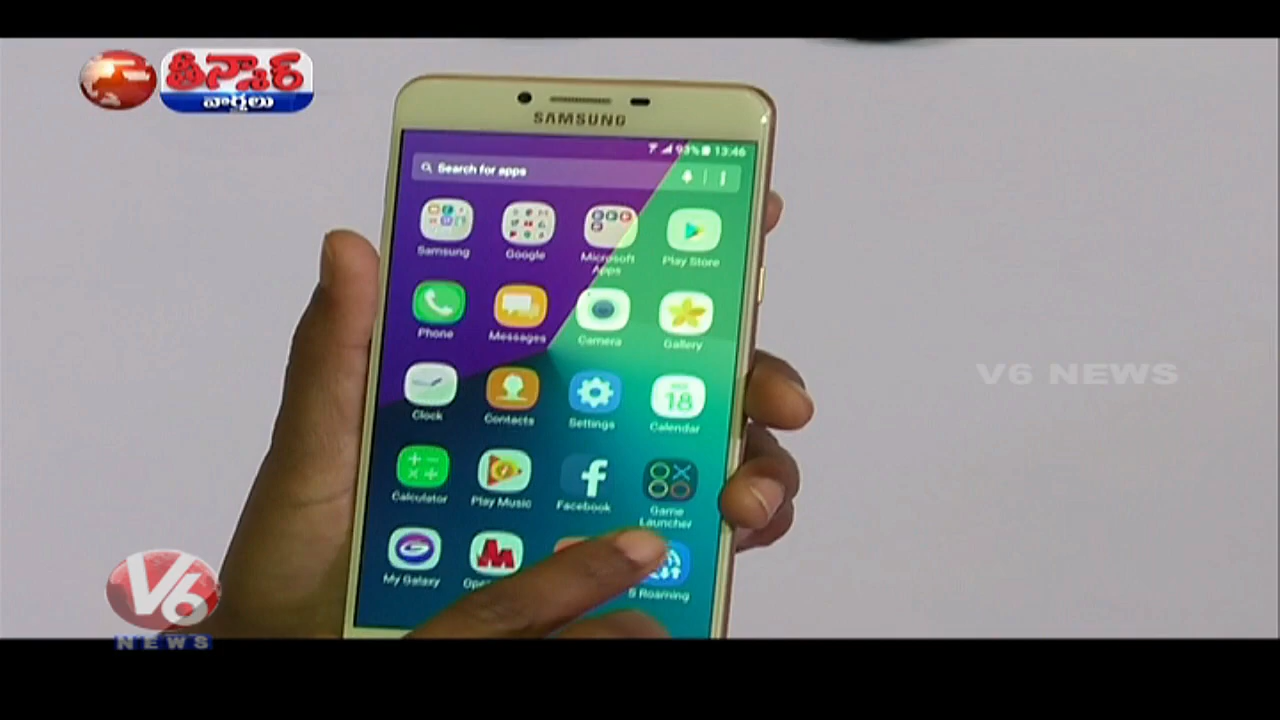 తీన్మార్
వార్తలు
SAMSUNG
93% 13:46
Search for apps
Samsung Google Microsoft Apps Play Store
Phone Messages Camera Gallery
Clock Contacts Settings 18 Calendar
Calculator Play Music Facebook Game Launcher
My Galaxy S Roaming
V6 NEWS
V6
NEWS